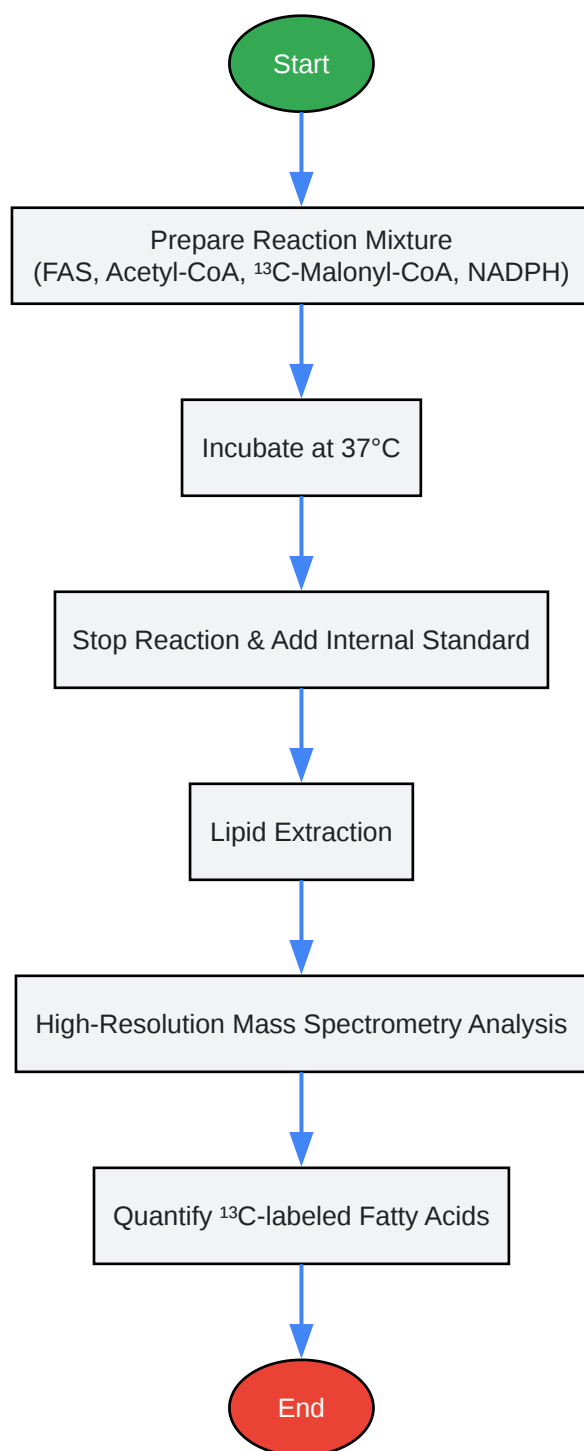 Start
Prepare Reaction Mixture
(FAS, Acetyl-CoA, ¹³C-Malonyl-CoA, NADPH)
Incubate at 37°C
Stop Reaction & Add Internal Standard
Lipid Extraction
High-Resolution Mass Spectrometry Analysis
Quantify ¹³C-labeled Fatty Acids
End